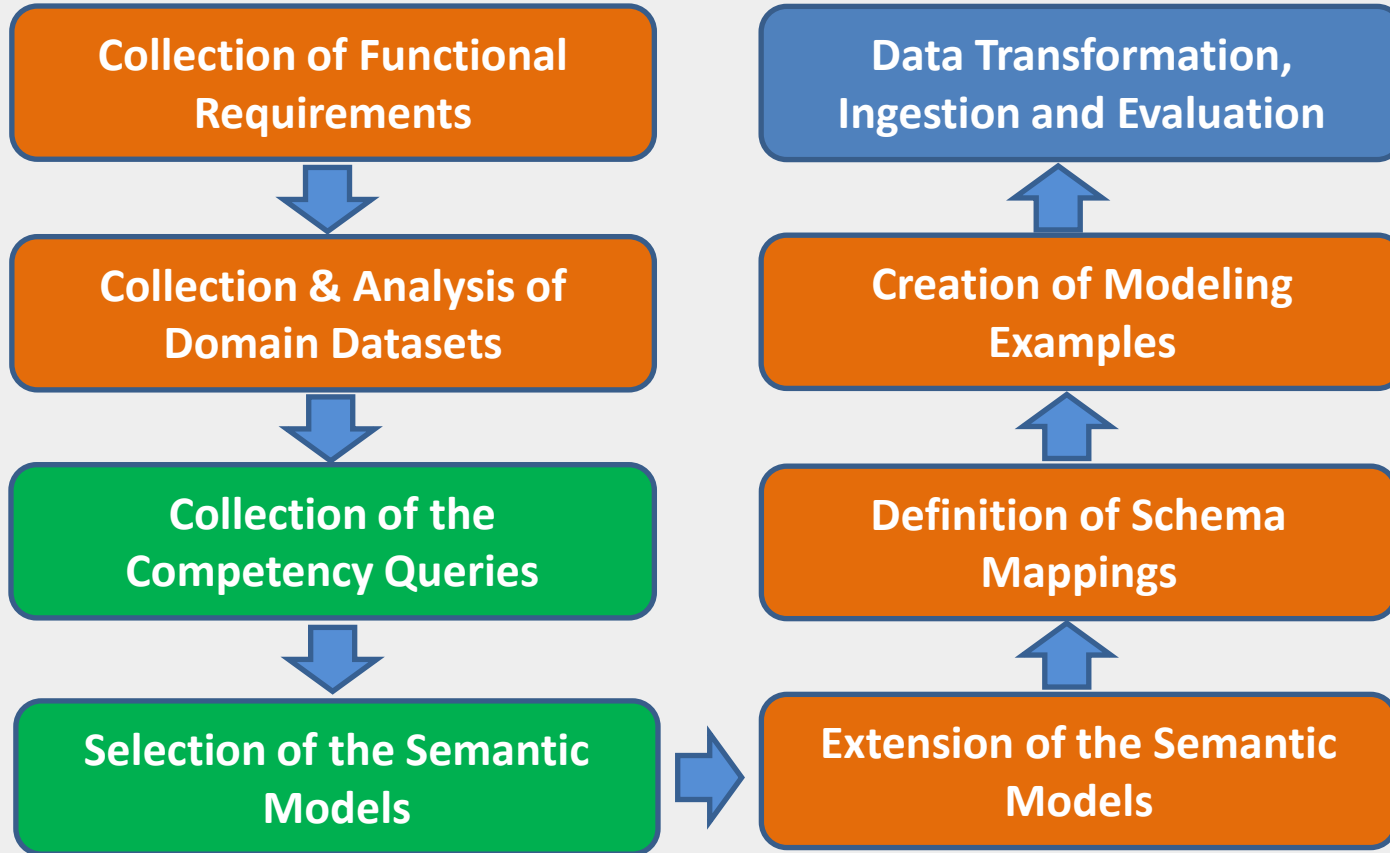 Collection of Functional
Requirements
Collection & Analysis of
Domain Datasets
Collection of the
Competency Queries
Selection of the Semantic
Models
Extension of the Semantic
Models
Definition of Schema
Mappings
Creation of Modeling
Examples
Data Transformation,
Ingestion and Evaluation